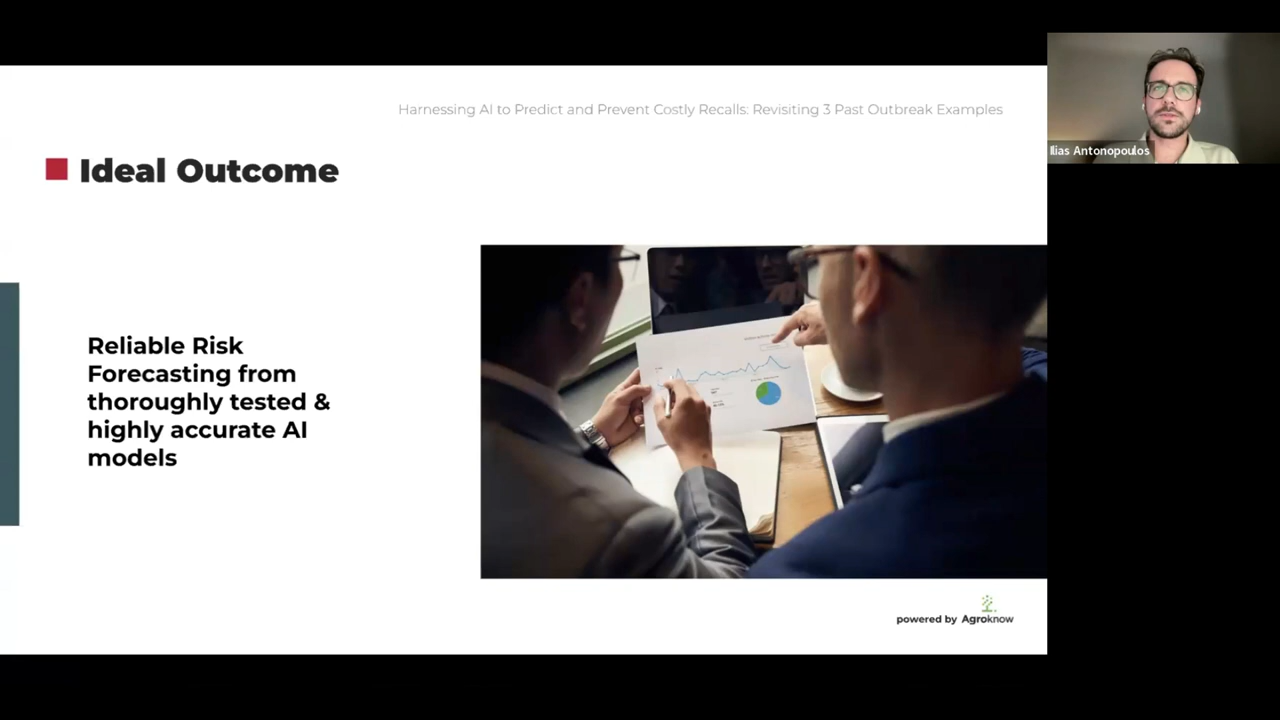 Harnessing AI to Predict and Prevent Costly Recalls: Revisiting 3 Past Outbreak Examples
Ilias Antonopoulos
Ideal Outcome
Reliable Risk
Forecasting from
thoroughly tested &
highly accurate AI
models
powered by Agroknow